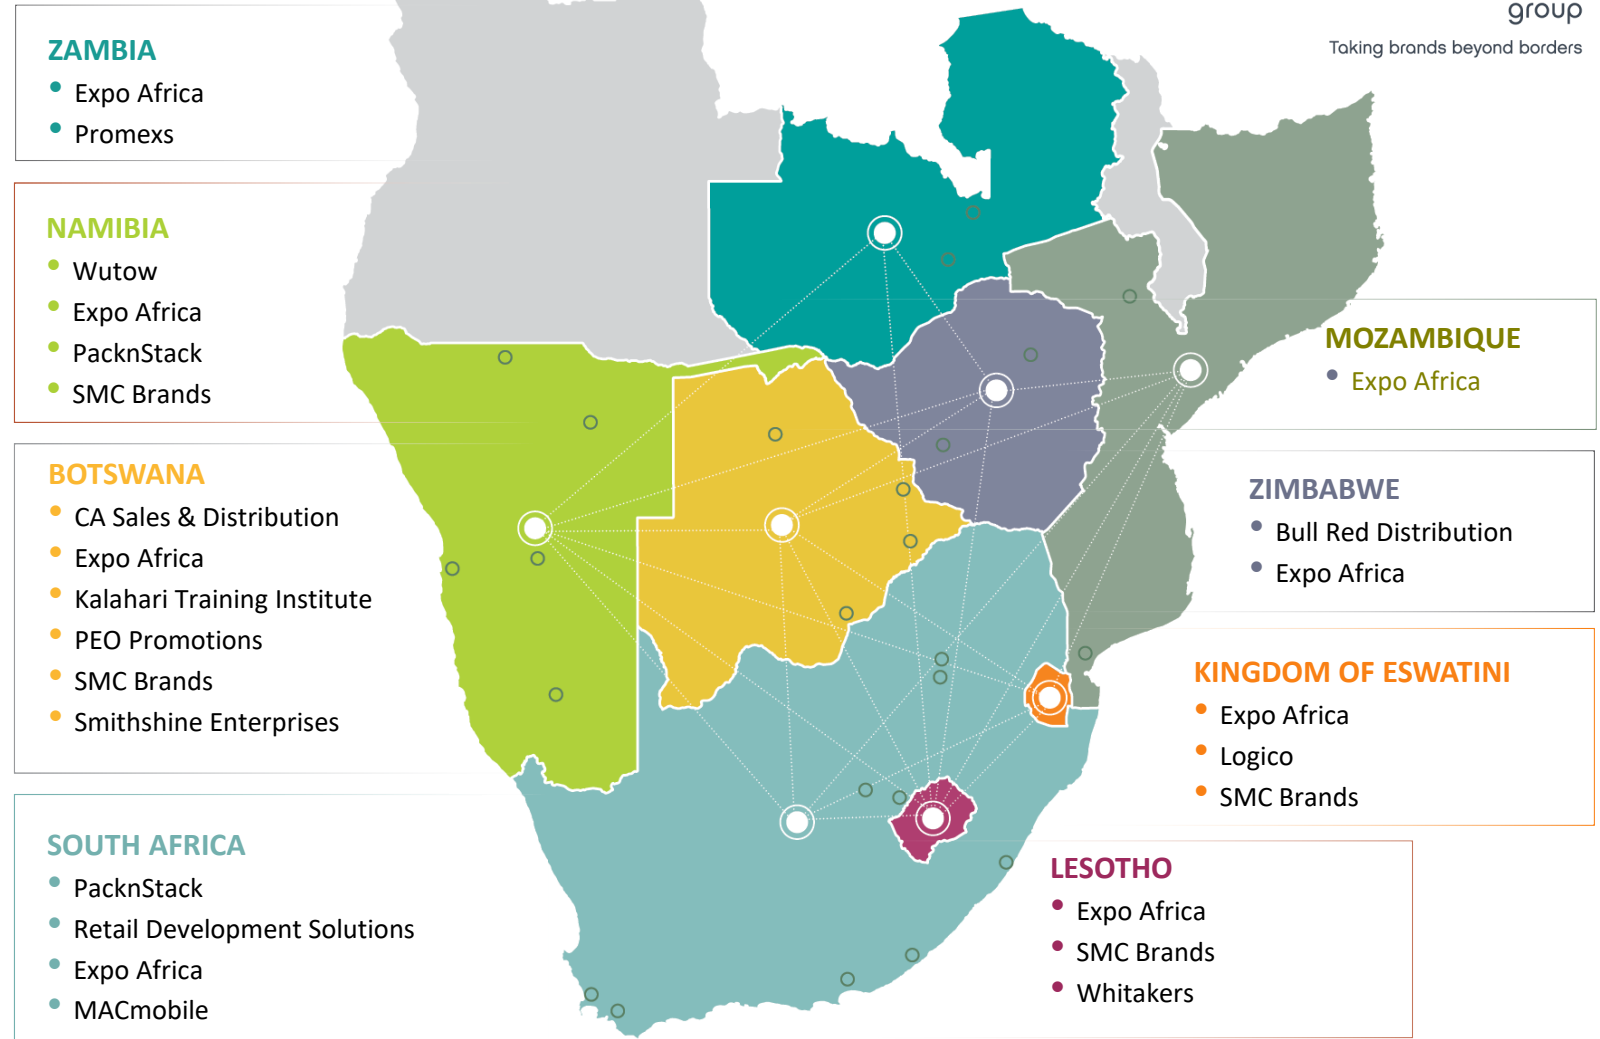 group
Taking brands beyond borders
ZAMBIA
• Expo Africa
• Promexs
NAMIBIA
• Wutow
• Expo Africa
• PacknStack
• SMC Brands
BOTSWANA
• CA Sales & Distribution
• Expo Africa
• Kalahari Training Institute
• PEO Promotions
• SMC Brands
• Smithshine Enterprises
SOUTH AFRICA
• PacknStack
• Retail Development Solutions
• Expo Africa
• MACmobile
MOZAMBIQUE
• Expo Africa
ZIMBABWE
• Bull Red Distribution
• Expo Africa
KINGDOM OF ESWATINI
• Expo Africa
• Logico
• SMC Brands
LESOTHO
• Expo Africa
• SMC Brands
• Whitakers